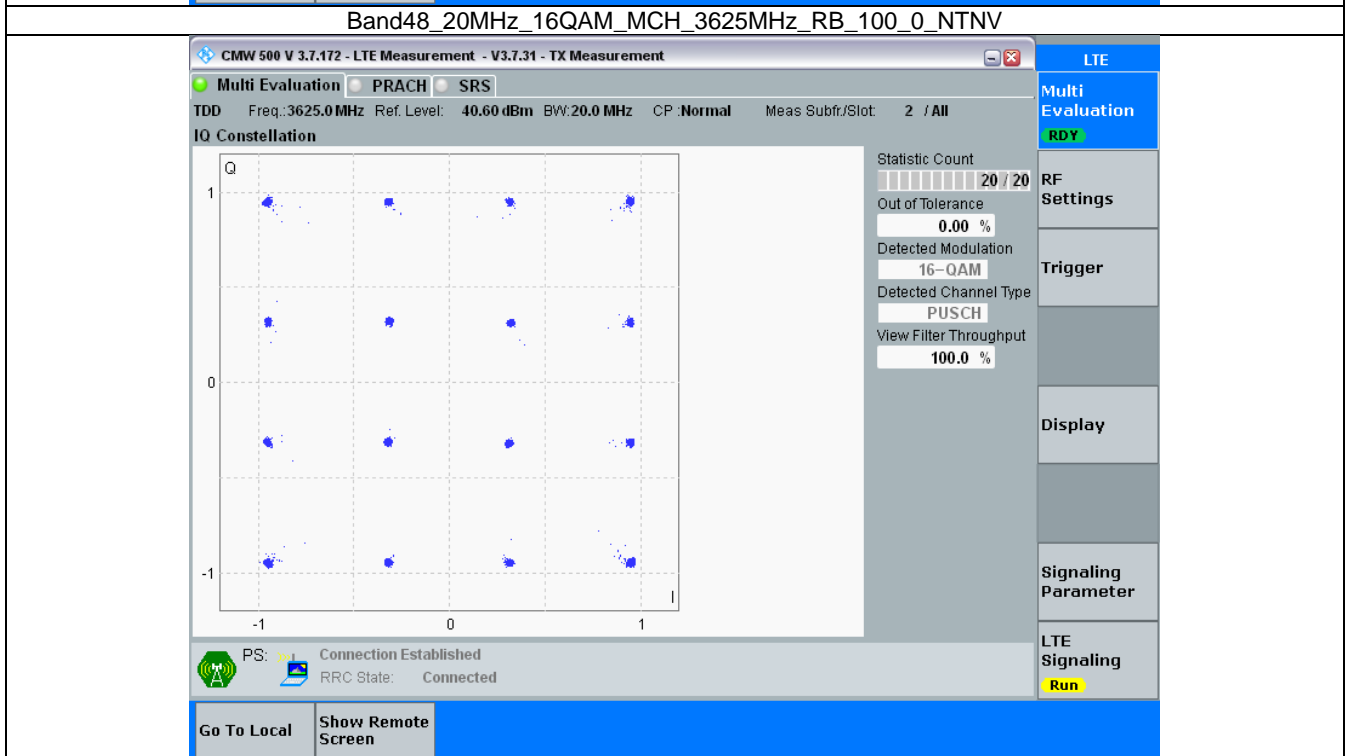 Band48_20MHz_16QAM_MCH_3625MHz_RB_100_0_NTNV
CMW 500 V 3.7.172 - LTE Measurement - V3.7.31 - TX Measurement
LTE
Multi Evaluation PRACH SRS
TDD Freq.:3625.0 MHz Ref. Level: 40.60 dBm BW:20.0 MHz CP :Normal Meas Subfr./Slot: 2 / All
IQ Constellation
Q
1
0
-1
I
-1 0 1
Statistic Count
20 / 20
Out of Tolerance
0.00 %
Detected Modulation
16-QAM
Detected Channel Type
PUSCH
View Filter Throughput
100.0 %
Multi
Evaluation
RDY
RF
Settings
Trigger
Display
Signaling
Parameter
LTE
Signaling
Run
PS: Connection Established
RRC State: Connected
Go To Local
Show Remote
Screen